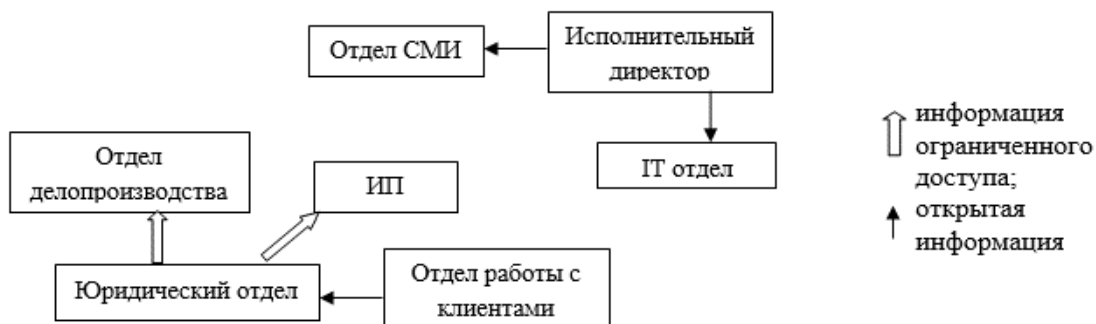 Отдел СМИ
Исполнительный
директор
IT отдел
Отдел
делопроизводства
ИП
Юридический отдел
Отдел работы с
клиентами
информация
ограниченного
доступа;
открытая
информация